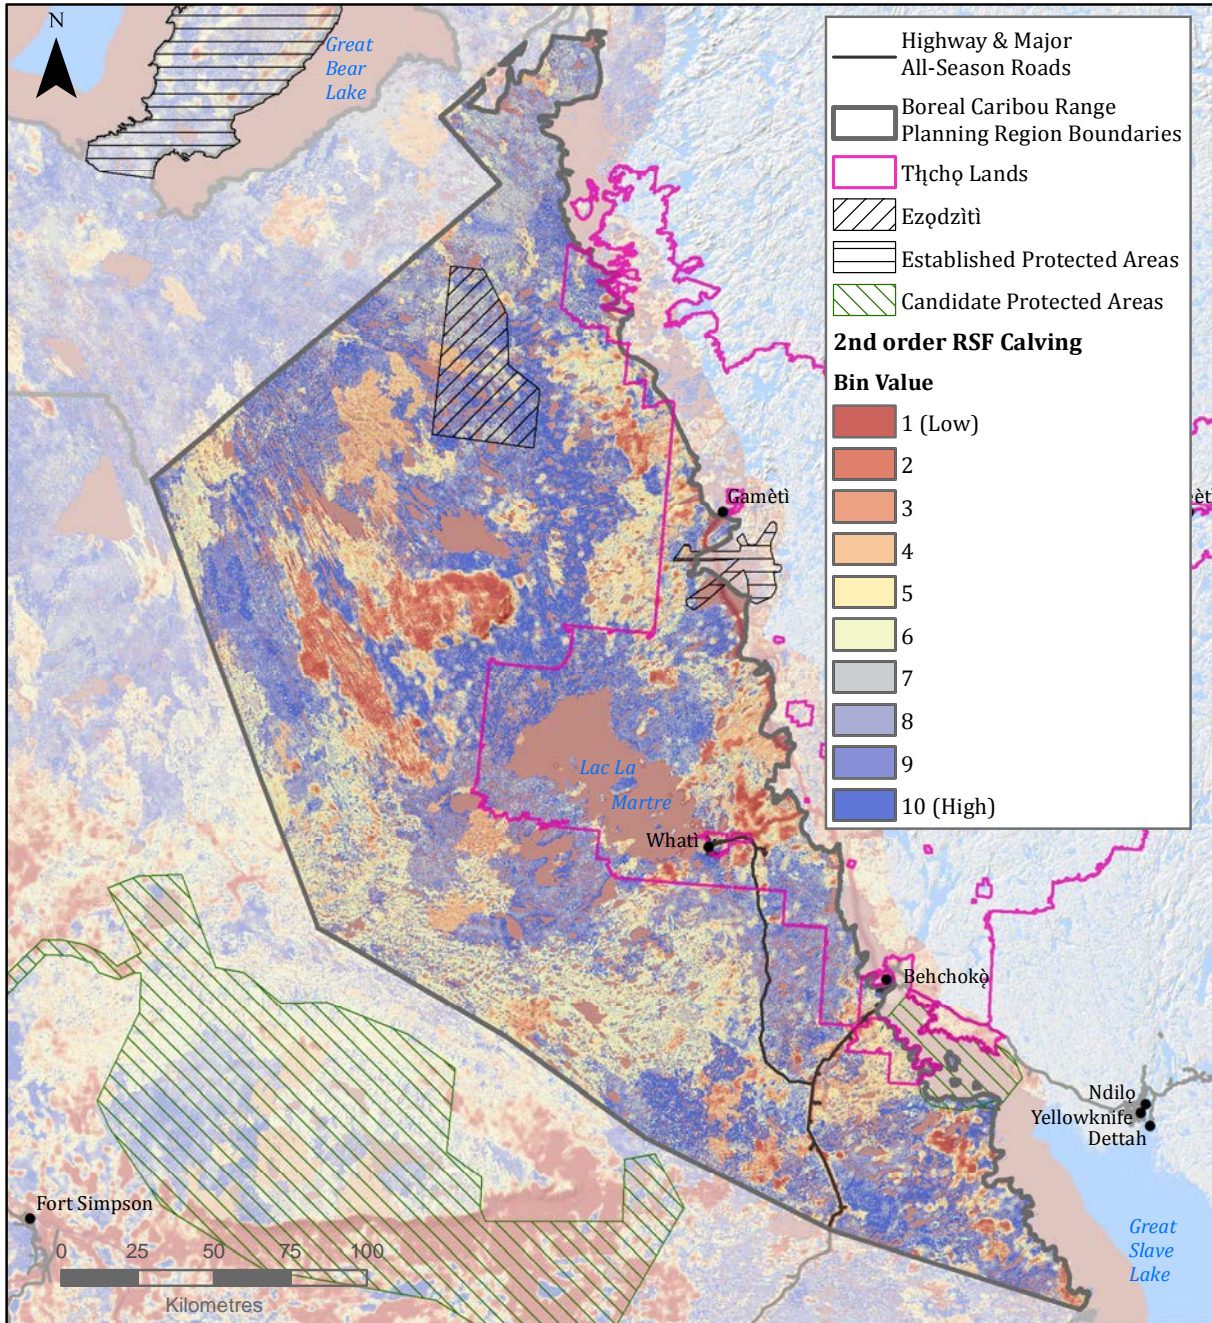 N
Great
Bear
Lake
Highway & Major
All-Season Roads
Boreal Caribou Range
Planning Region Boundaries
Tłı̨chǫ Lands
Ezǫdzìtì
Established Protected Areas
Candidate Protected Areas
2nd order RSF Calving
Bin Value
1 (Low)
2
3
4
5
6
7
8
9
10 (High)
Gamètì
ètì
Lac La
Martre
Whatì
Behchokǫ̀
Ndilǫ
Yellowknife
Dettah
Fort Simpson
Great
Slave
Lake
0 25 50 75 100
Kilometres